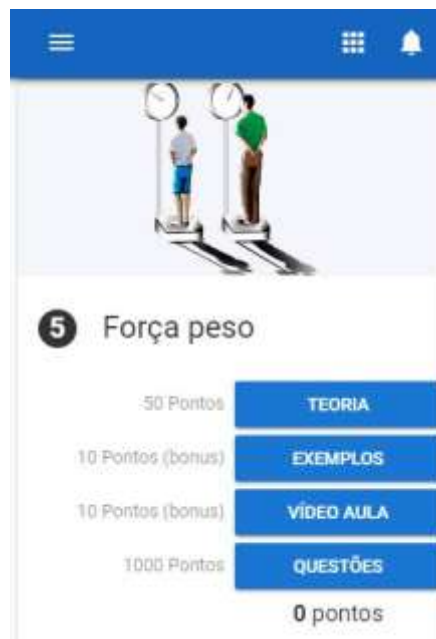 5 Força peso
50 Pontos TEORIA
10 Pontos (bonus) EXEMPLOS
10 Pontos (bonus) VÍDEO AULA
1000 Pontos QUESTÕES
0 pontos